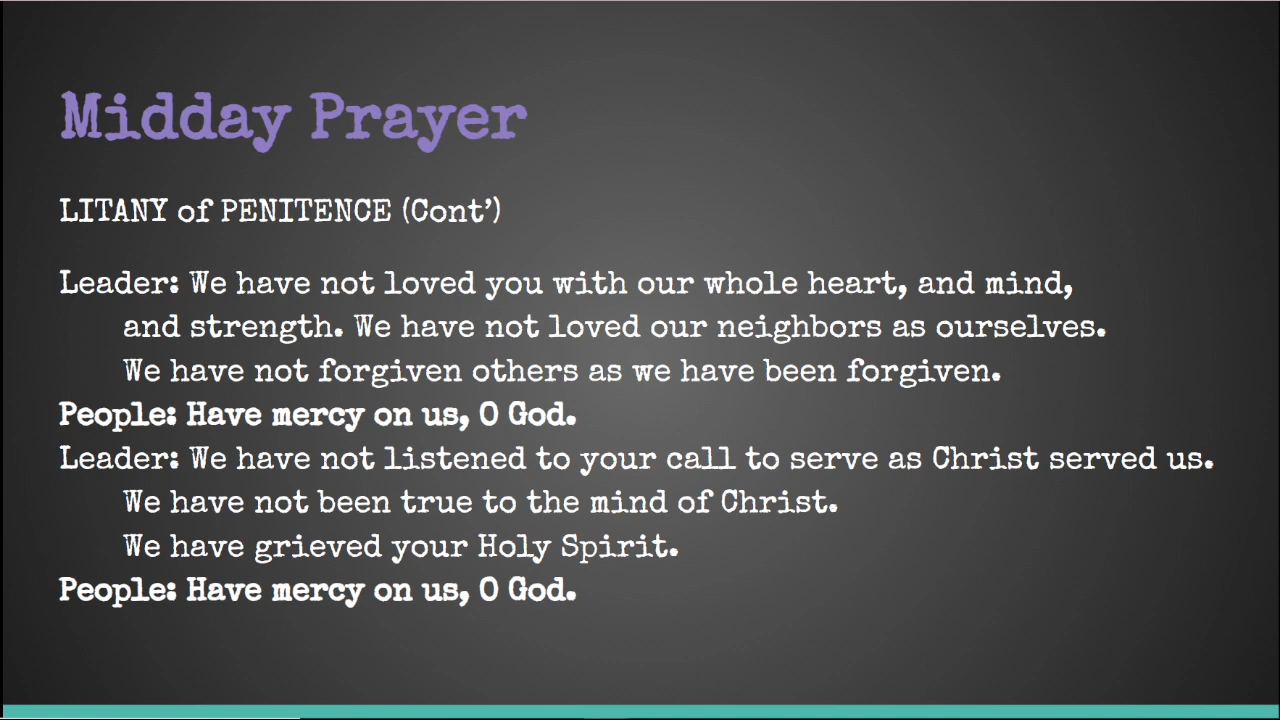 Midday Prayer
LITANY of PENITENCE (Cont’)
Leader: We have not loved you with our whole heart, and mind,
and strength. We have not loved our neighbors as ourselves.
We have not forgiven others as we have been forgiven.
People: Have mercy on us, O God.
Leader: We have not listened to your call to serve as Christ served us.
We have not been true to the mind of Christ.
We have grieved your Holy Spirit.
People: Have mercy on us, O God.